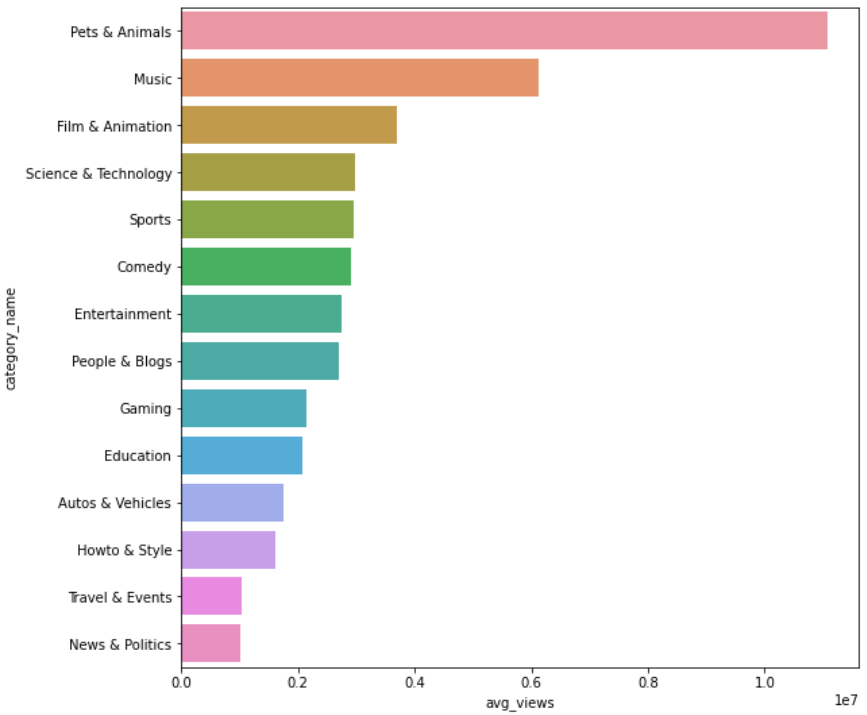 Pets & Animals
Music
Film & Animation
Science & Technology
Sports
Comedy
Entertainment
People & Blogs
Gaming
Education
Autos & Vehicles
Howto & Style
Travel & Events
News & Politics
category_name
0.0 0.2 0.4 0.6 0.8 1.0
avg_views
1e7